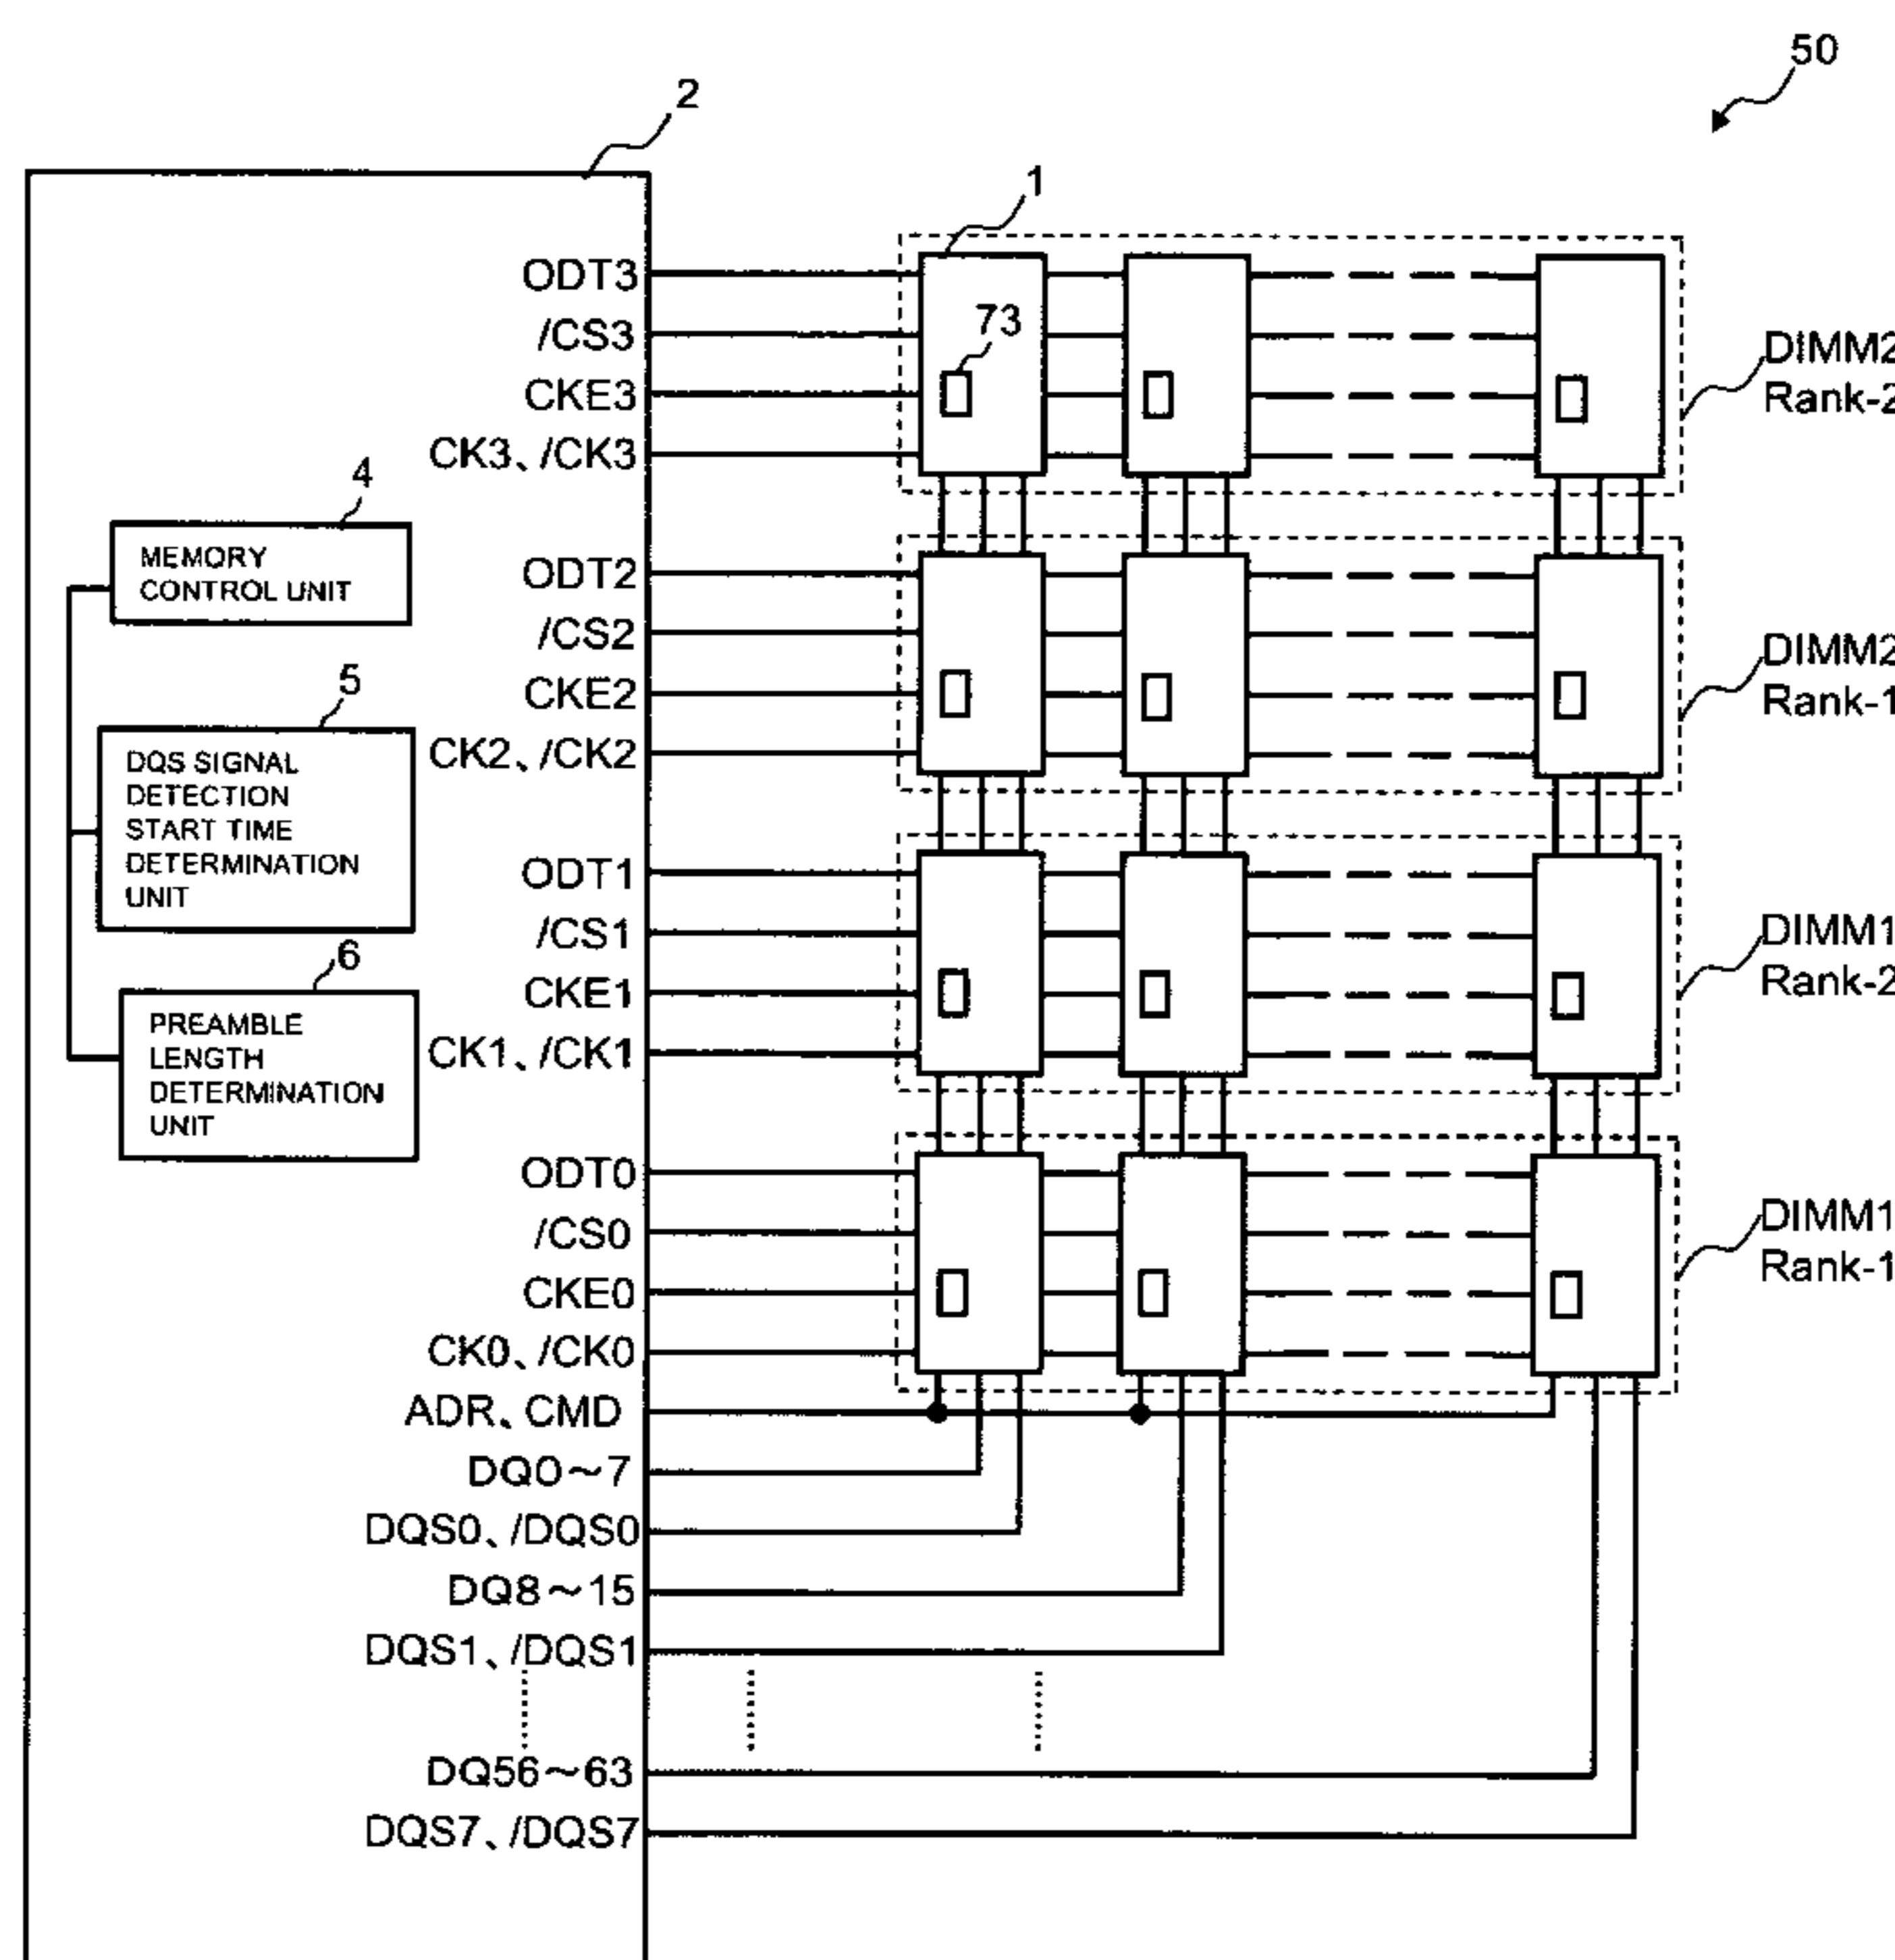 50
2
1
ODT3
/CS3
73
CKE3
CK3、/CK3
DIMM2
Rank-2
4
MEMORY
CONTROL UNIT
ODT2
/CS2
CKE2
CK2、/CK2
DIMM2
Rank-1
5
DQS SIGNAL
DETECTION
START TIME
DETERMINATION
UNIT
ODT1
/CS1
CKE1
CK1、/CK1
DIMM1
Rank-2
6
PREAMBLE
LENGTH
DETERMINATION
UNIT
ODT0
/CS0
CKE0
CK0、/CK0
DIMM1
Rank-1
ADR、CMD
DQ0~7
DQS0、/DQS0
DQ8~15
DQS1、/DQS1
DQ56~63
DQS7、/DQS7